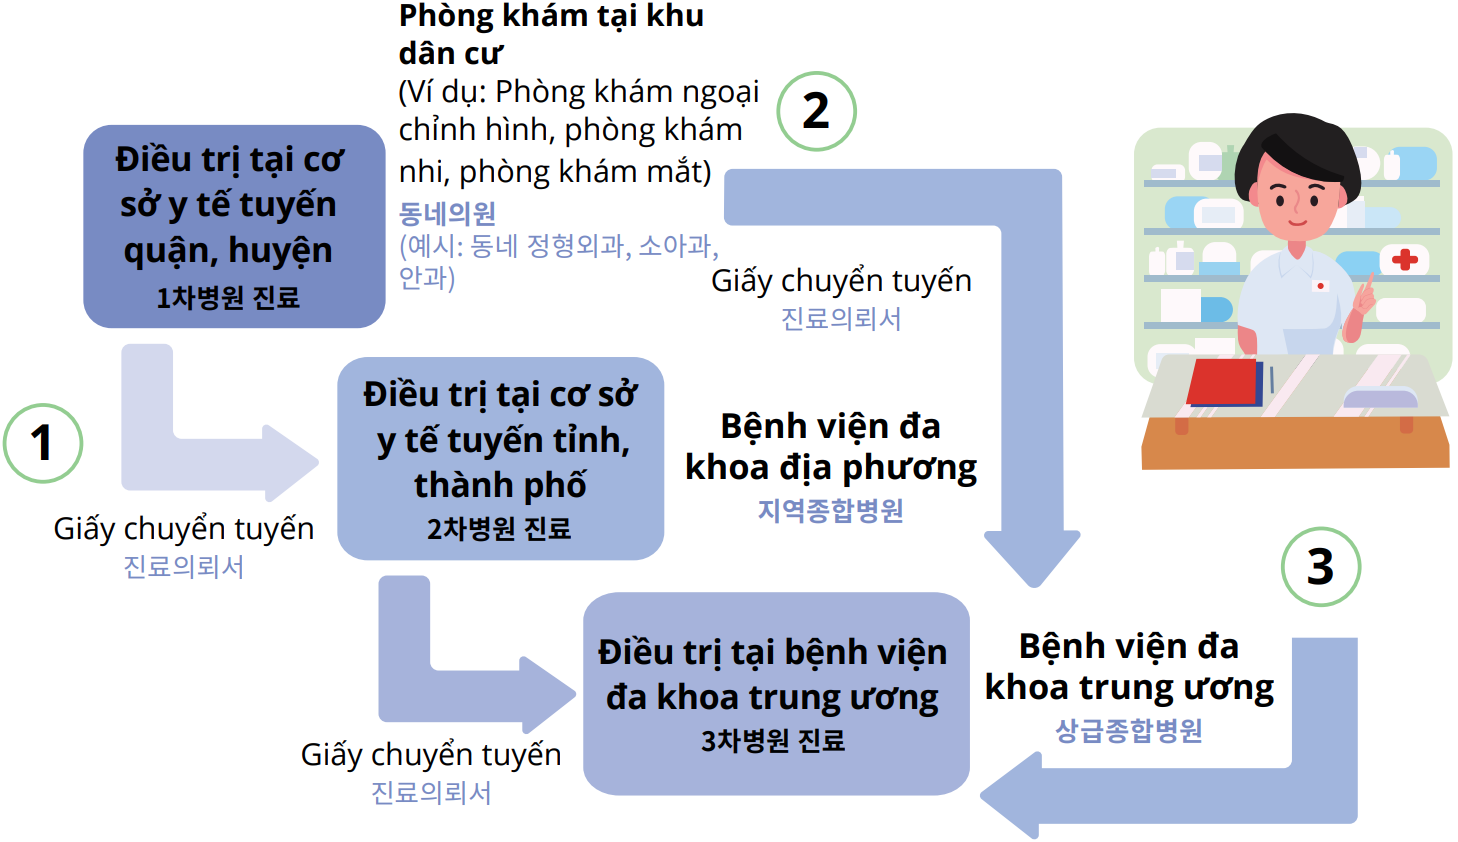 Phòng khám tại khu
dân cư
(Ví dụ: Phòng khám ngoại
chỉnh hình, phòng khám
nhi, phòng khám mắt)
동네의원
(예시: 동네 정형외과, 소아과,
안과)
2
Điều trị tại cơ
sở y tế tuyến
quận, huyện
1차병원 진료
Giấy chuyển tuyến
진료의뢰서
1
Giấy chuyển tuyến
진료의뢰서
Điều trị tại cơ sở
y tế tuyến tỉnh,
thành phố
2차병원 진료
Bệnh viện đa
khoa địa phương
지역종합병원
3
Giấy chuyển tuyến
진료의뢰서
Điều trị tại bệnh viện
đa khoa trung ương
3차병원 진료
Bệnh viện đa
khoa trung ương
상급종합병원